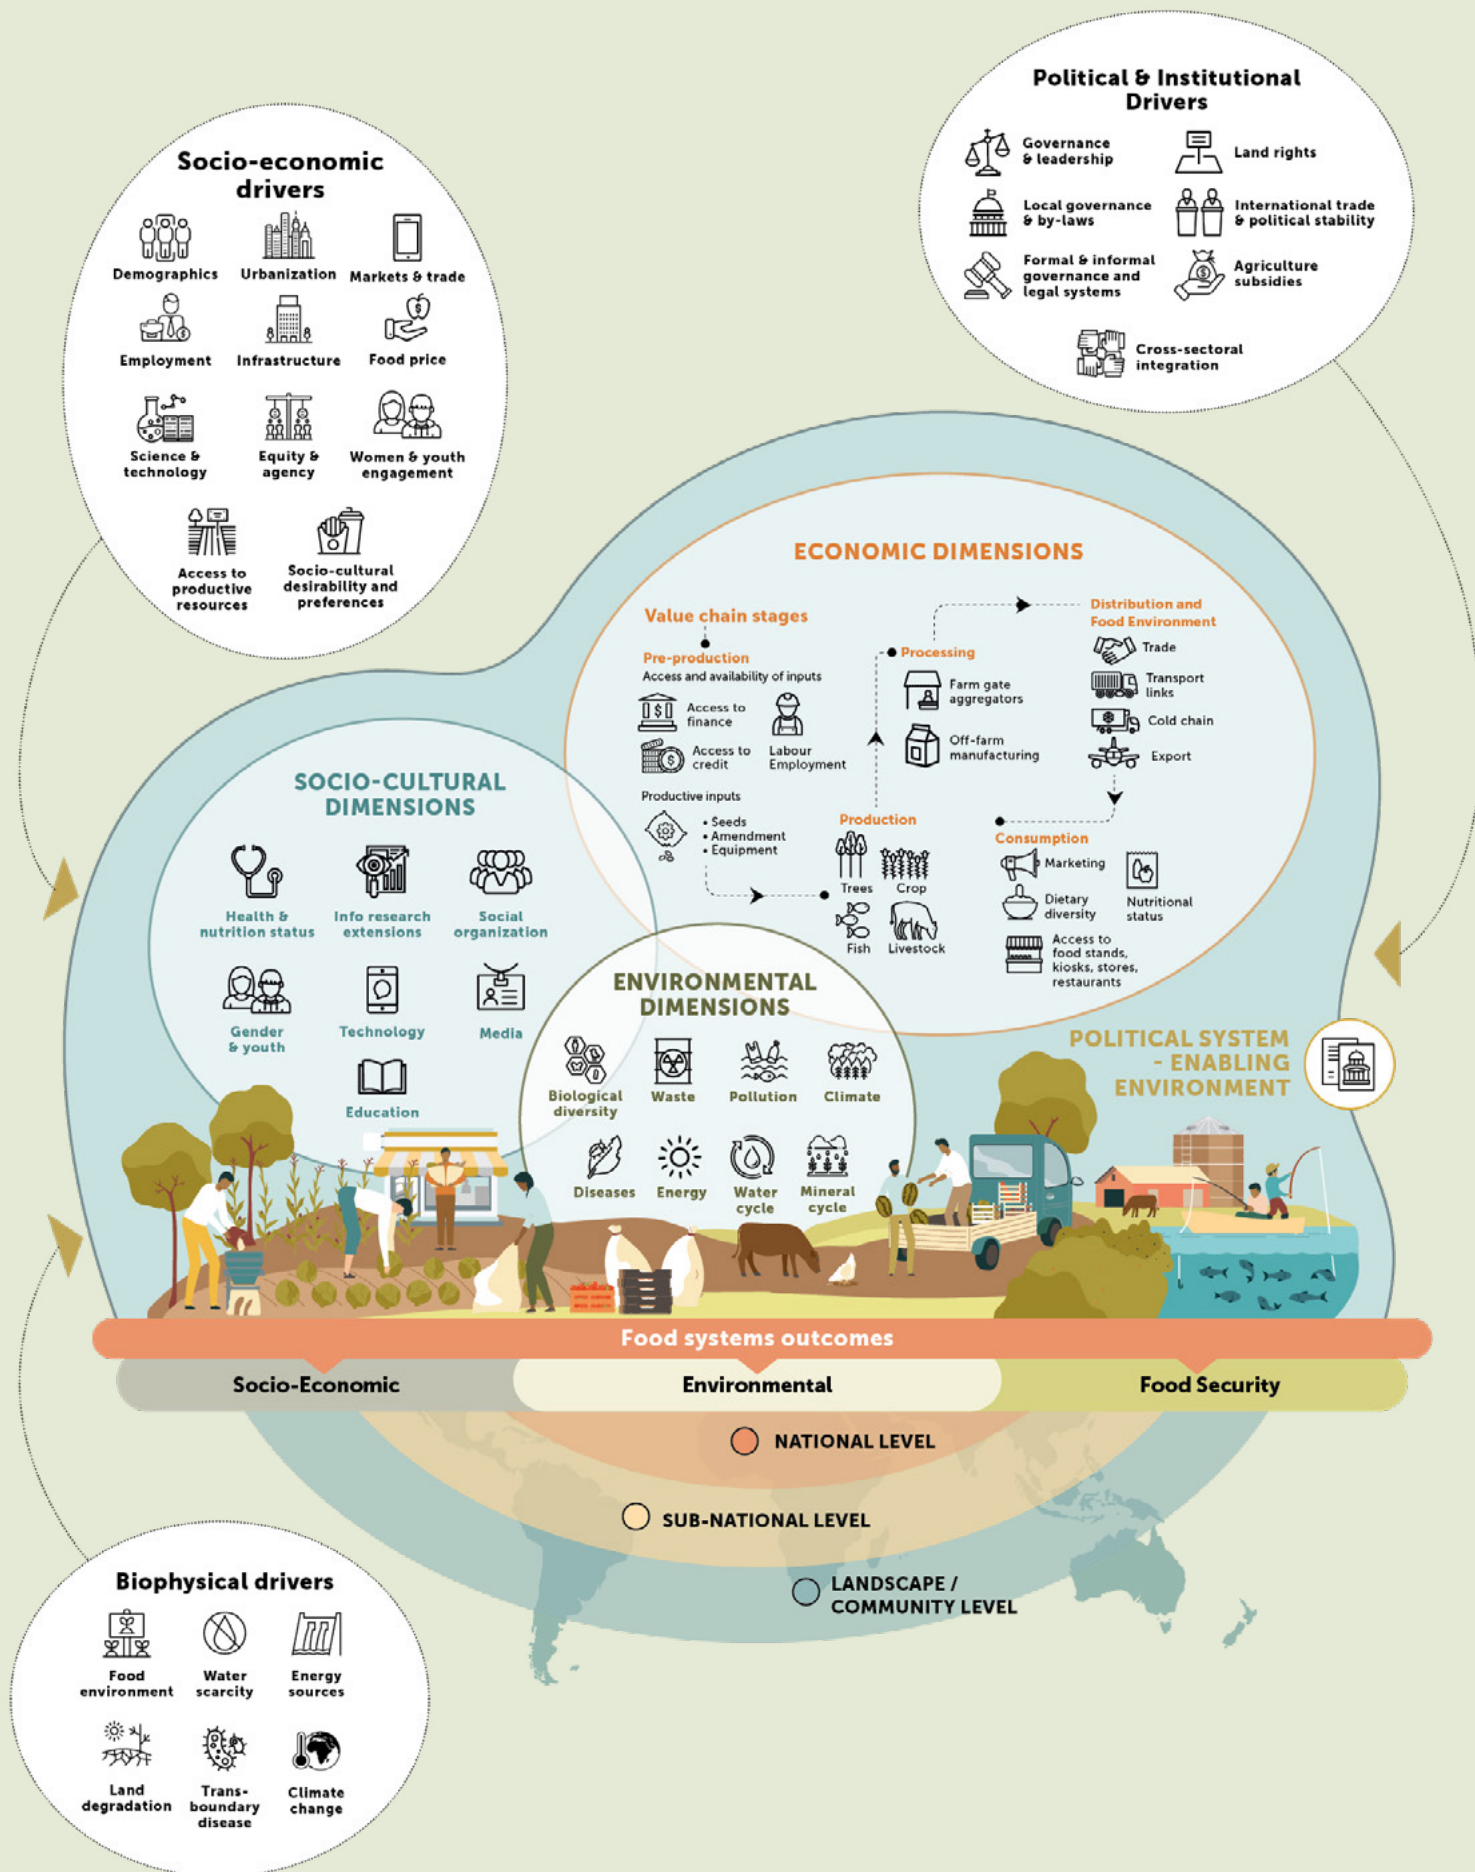 Political & Institutional
Drivers
Governance
& leadership
Land rights
Local governance
& by-laws
International trade
& political stability
Formal & informal
governance and
legal systems
Agriculture
subsidies
Cross-sectoral
integration
Socio-economic
drivers
Demographics
Urbanization
Markets & trade
Employment
Infrastructure
Food price
Science &
technology
Equity &
agency
Women & youth
engagement
Access to
productive
resources
Socio-cultural
desirability and
preferences
ECONOMIC DIMENSIONS
Value chain stages
Pre-production
Access and availability of inputs
Access to
finance
Access to
credit
Labour
Employment
Productive inputs
• Seeds
• Amendment
• Equipment
Production
Trees
Crop
Fish
Livestock
Processing
Farm gate
aggregators
Off-farm
manufacturing
Distribution and
Food Environment
Trade
Transport
links
Cold chain
Export
Consumption
Marketing
Dietary
diversity
Nutritional
status
Access to
food stands,
kiosks, stores,
restaurants
SOCIO-CULTURAL
DIMENSIONS
Health &
nutrition status
Info research
extensions
Social
organization
Gender
& youth
Technology
Media
Education
ENVIRONMENTAL
DIMENSIONS
Biological
diversity
Waste
Pollution
Climate
Diseases
Energy
Water
cycle
Mineral
cycle
POLITICAL SYSTEM
- ENABLING
ENVIRONMENT
Food systems outcomes
Socio-Economic
Environmental
Food Security
NATIONAL LEVEL
SUB-NATIONAL LEVEL
LANDSCAPE /
COMMUNITY LEVEL
Biophysical drivers
Food
environment
Water
scarcity
Energy
sources
Land
degradation
Trans-
boundary
disease
Climate
change